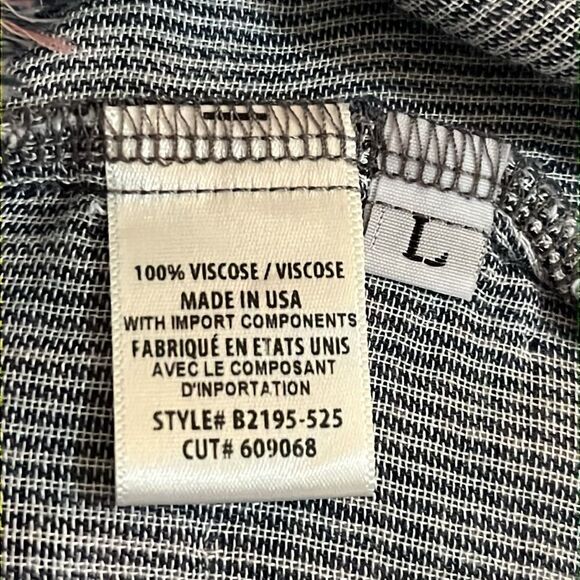 100% VISCOSE / VISCOSE
MADE IN USA
WITH IMPORT COMPONENTS
FABRIQUÉ EN ETATS UNIS
AVEC LE COMPOSANT
D'INPORTATION
STYLE# B2195-525
CUT# 609068
L